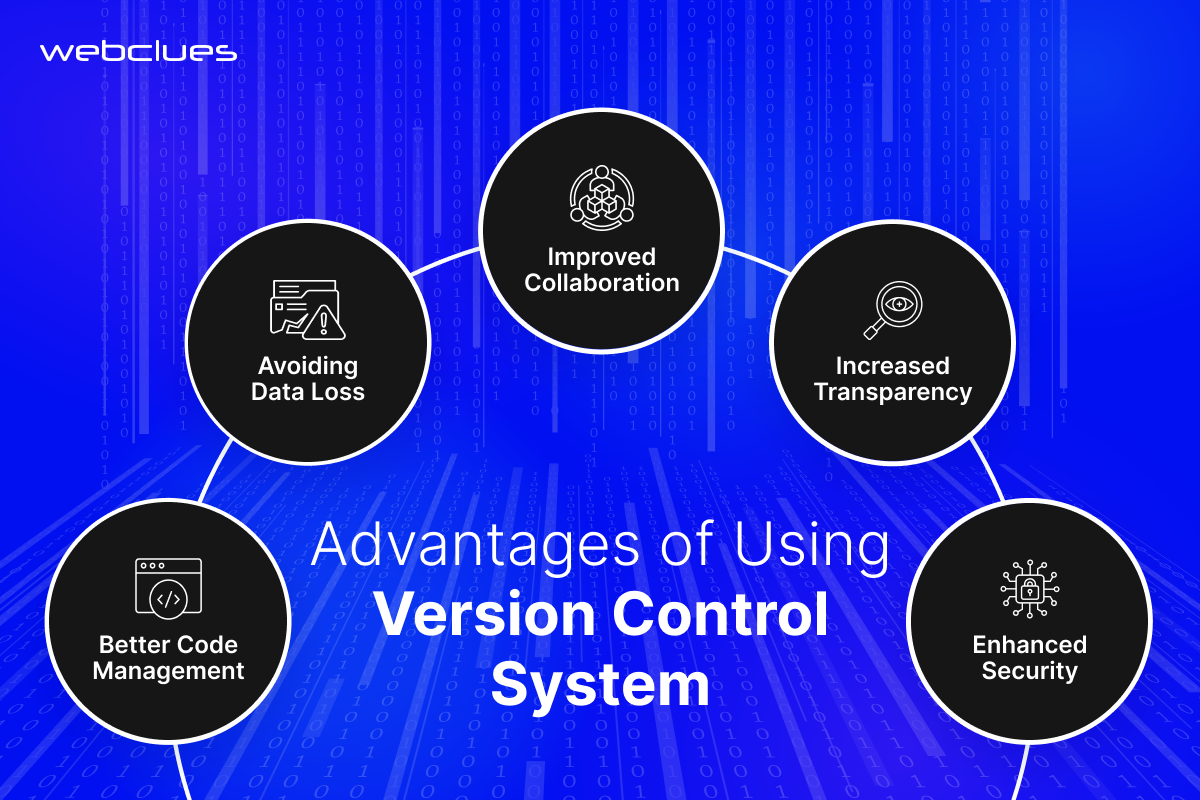 webclues
Improved
Collaboration
Avoiding
Data Loss
Increased
Transparency
Better Code
Management
Advantages of Using
Version Control
System
Enhanced
Security